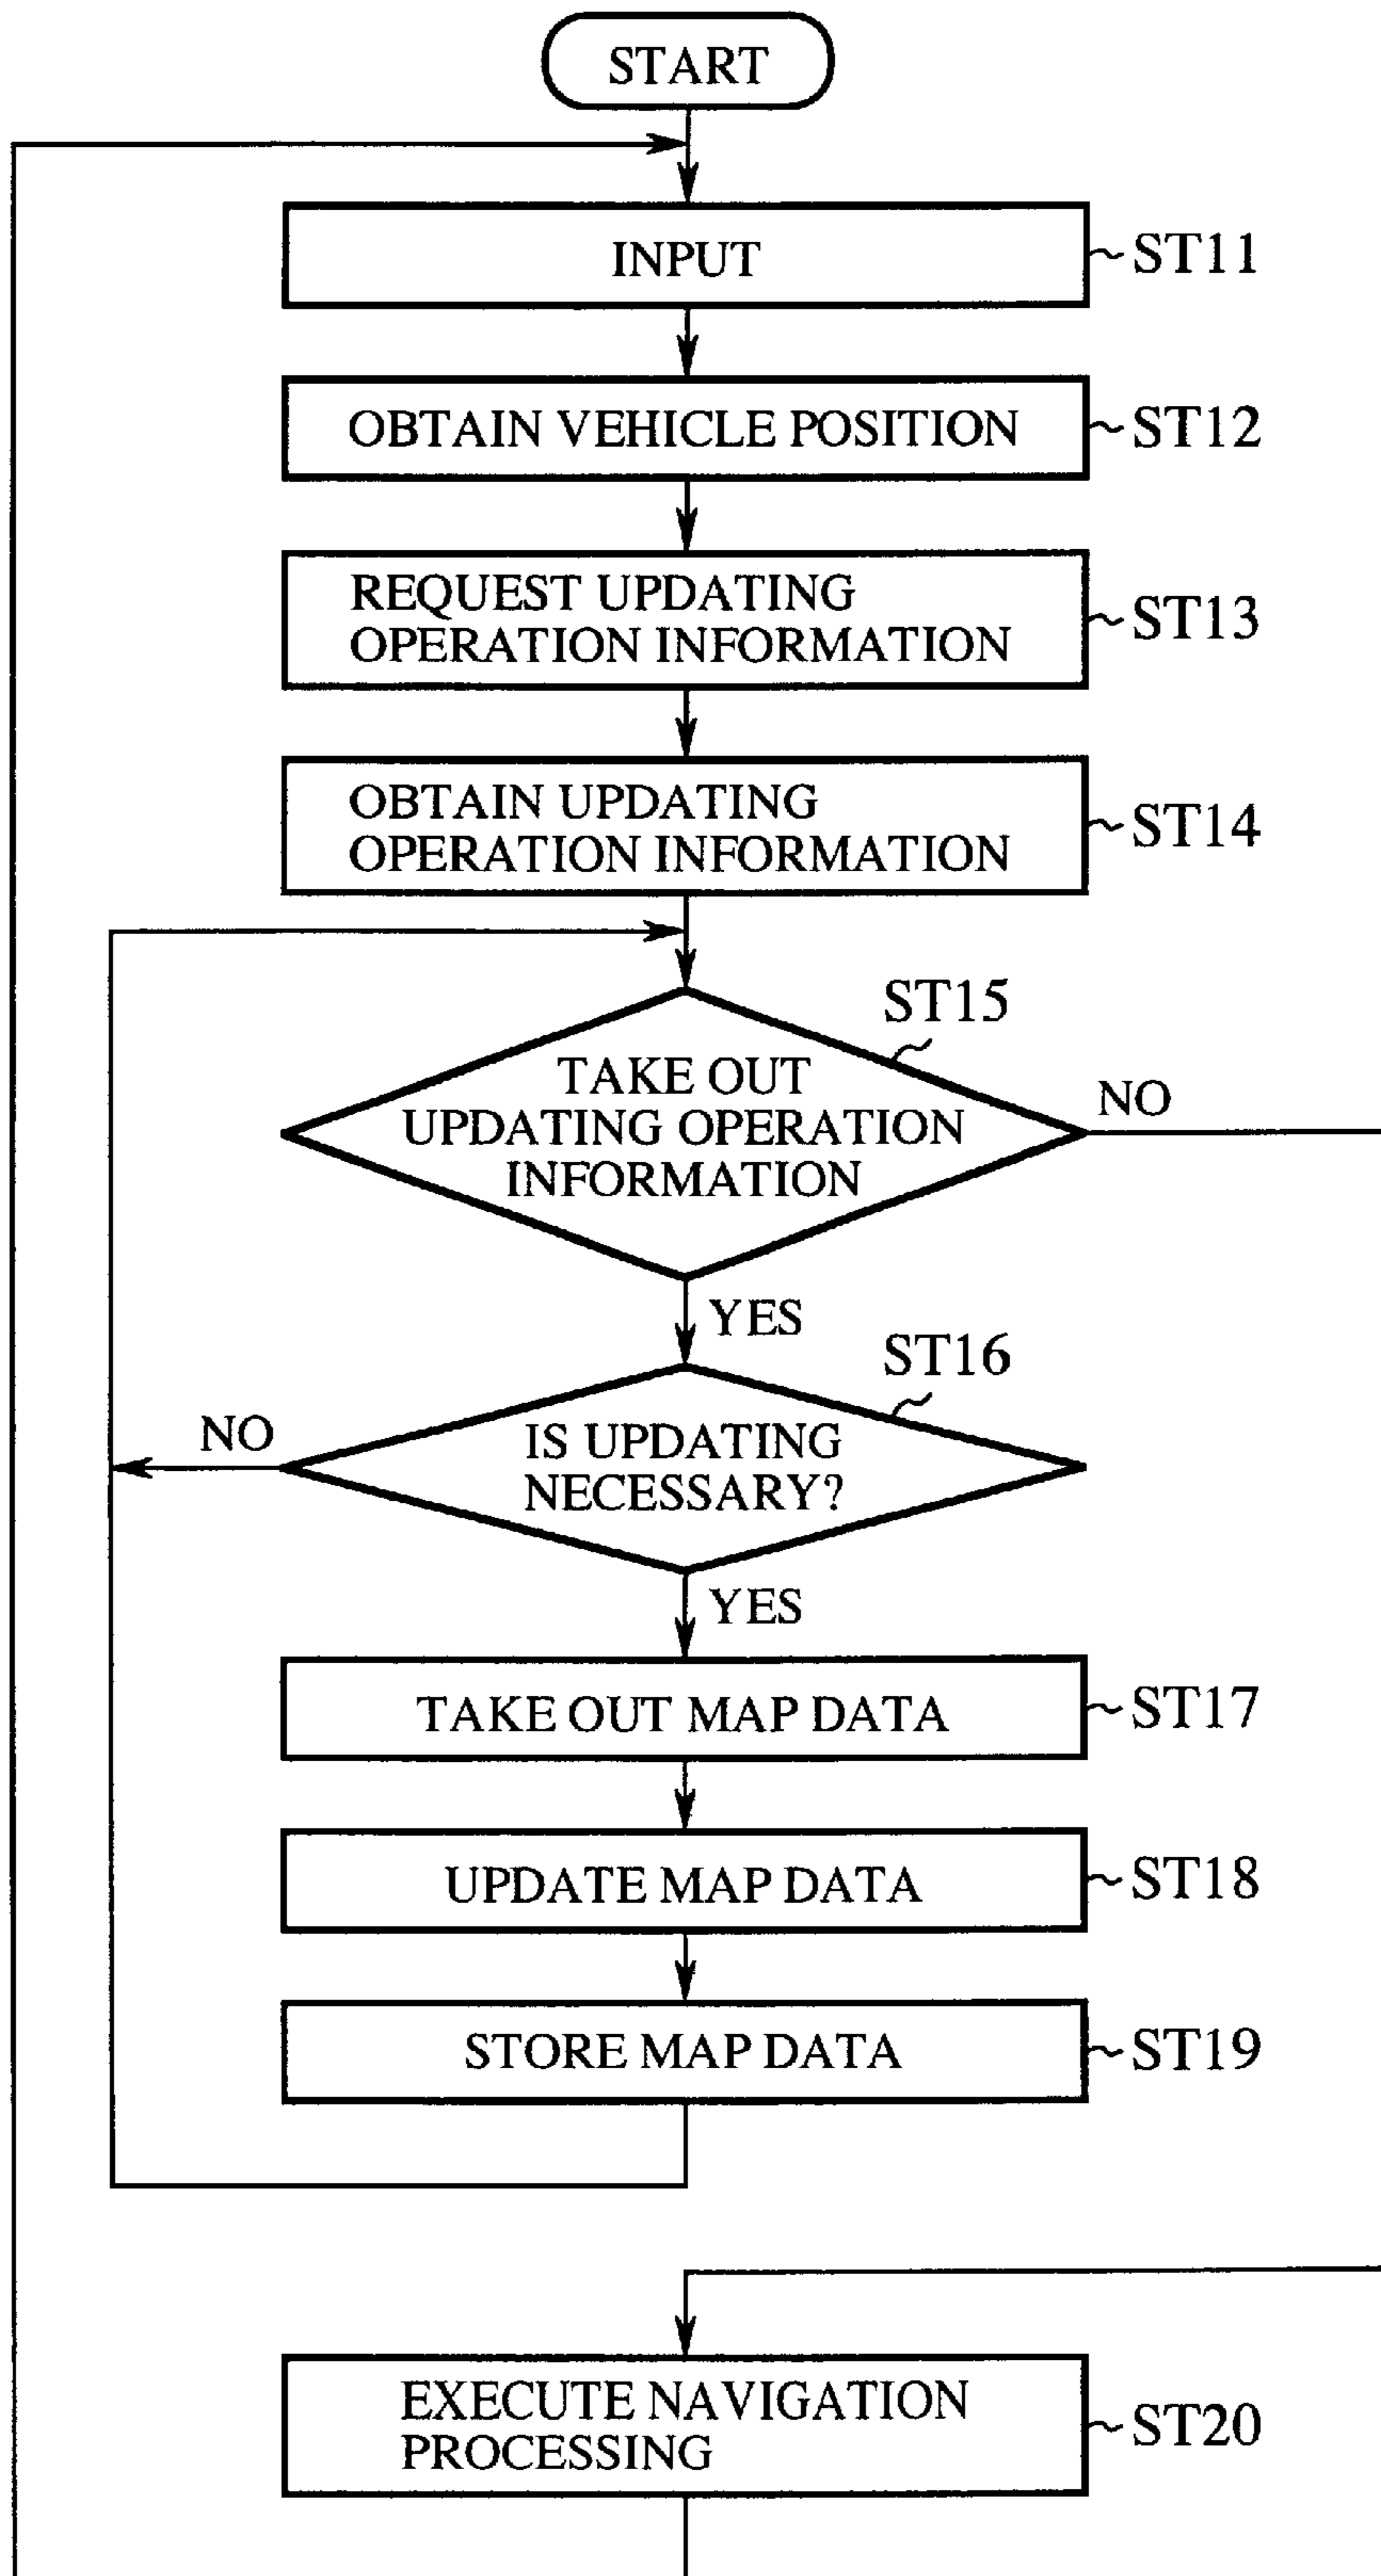 START
INPUT
ST11
OBTAIN VEHICLE POSITION
ST12
REQUEST UPDATING
OPERATION INFORMATION
ST13
OBTAIN UPDATING
OPERATION INFORMATION
ST14
ST15
TAKE OUT
UPDATING OPERATION
INFORMATION
NO
YES
ST16
IS UPDATING
NECESSARY?
NO
YES
TAKE OUT MAP DATA
ST17
UPDATE MAP DATA
ST18
STORE MAP DATA
ST19
EXECUTE NAVIGATION
PROCESSING
ST20